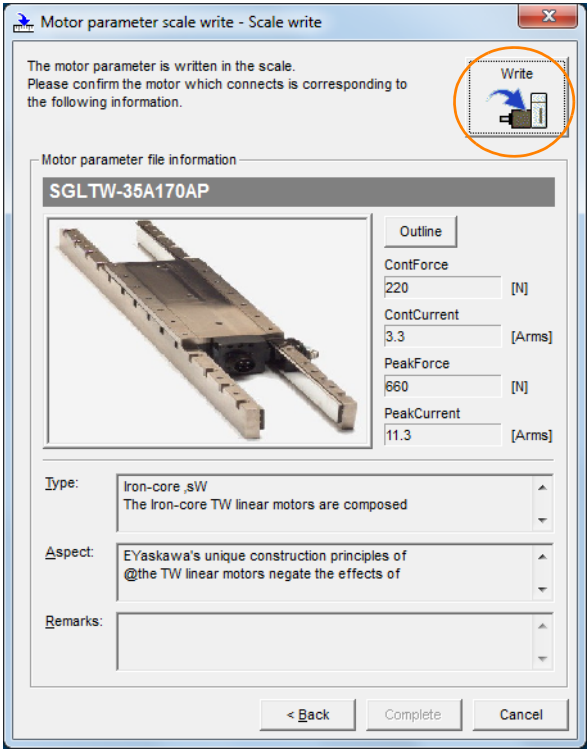 Motor parameter scale write - Scale write
The motor parameter is written in the scale.
Please confirm the motor which connects is corresponding to
the following information.
Write
Motor parameter file information
SGLTW-35A170AP
Outline
ContForce
220 [N]
ContCurrent
3.3 [Arms]
PeakForce
660 [N]
PeakCurrent
11.3 [Arms]
Type:
Iron-core ,sW
The Iron-core TW linear motors are composed
Aspect:
EYaskawa's unique construction principles of
@the TW linear motors negate the effects of
Remarks:
< Back Complete Cancel